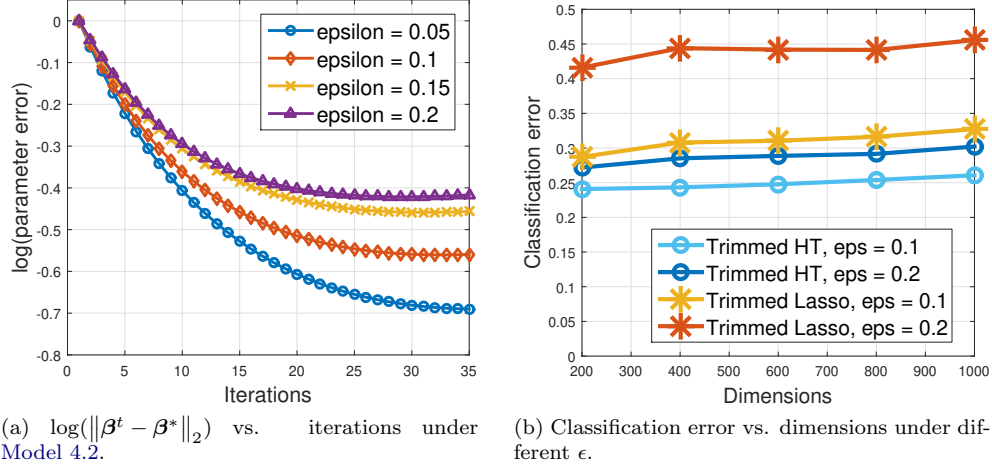 0
-0.1
-0.2
-0.3
-0.4
-0.5
-0.6
-0.7
-0.8
log(parameter error)
0 5 10 15 20 25 30 35
Iterations
epsilon = 0.05
epsilon = 0.1
epsilon = 0.15
epsilon = 0.2
(a) log(‖β^t − β^*‖_2) vs. iterations under
Model 4.2.
0.5
0.45
0.4
0.35
0.3
0.25
0.2
0.15
0.1
0.05
0
Classification error
200 300 400 500 600 700 800 900 1000
Dimensions
Trimmed HT, eps = 0.1
Trimmed HT, eps = 0.2
Trimmed Lasso, eps = 0.1
Trimmed Lasso, eps = 0.2
(b) Classification error vs. dimensions under dif-
ferent ϵ.